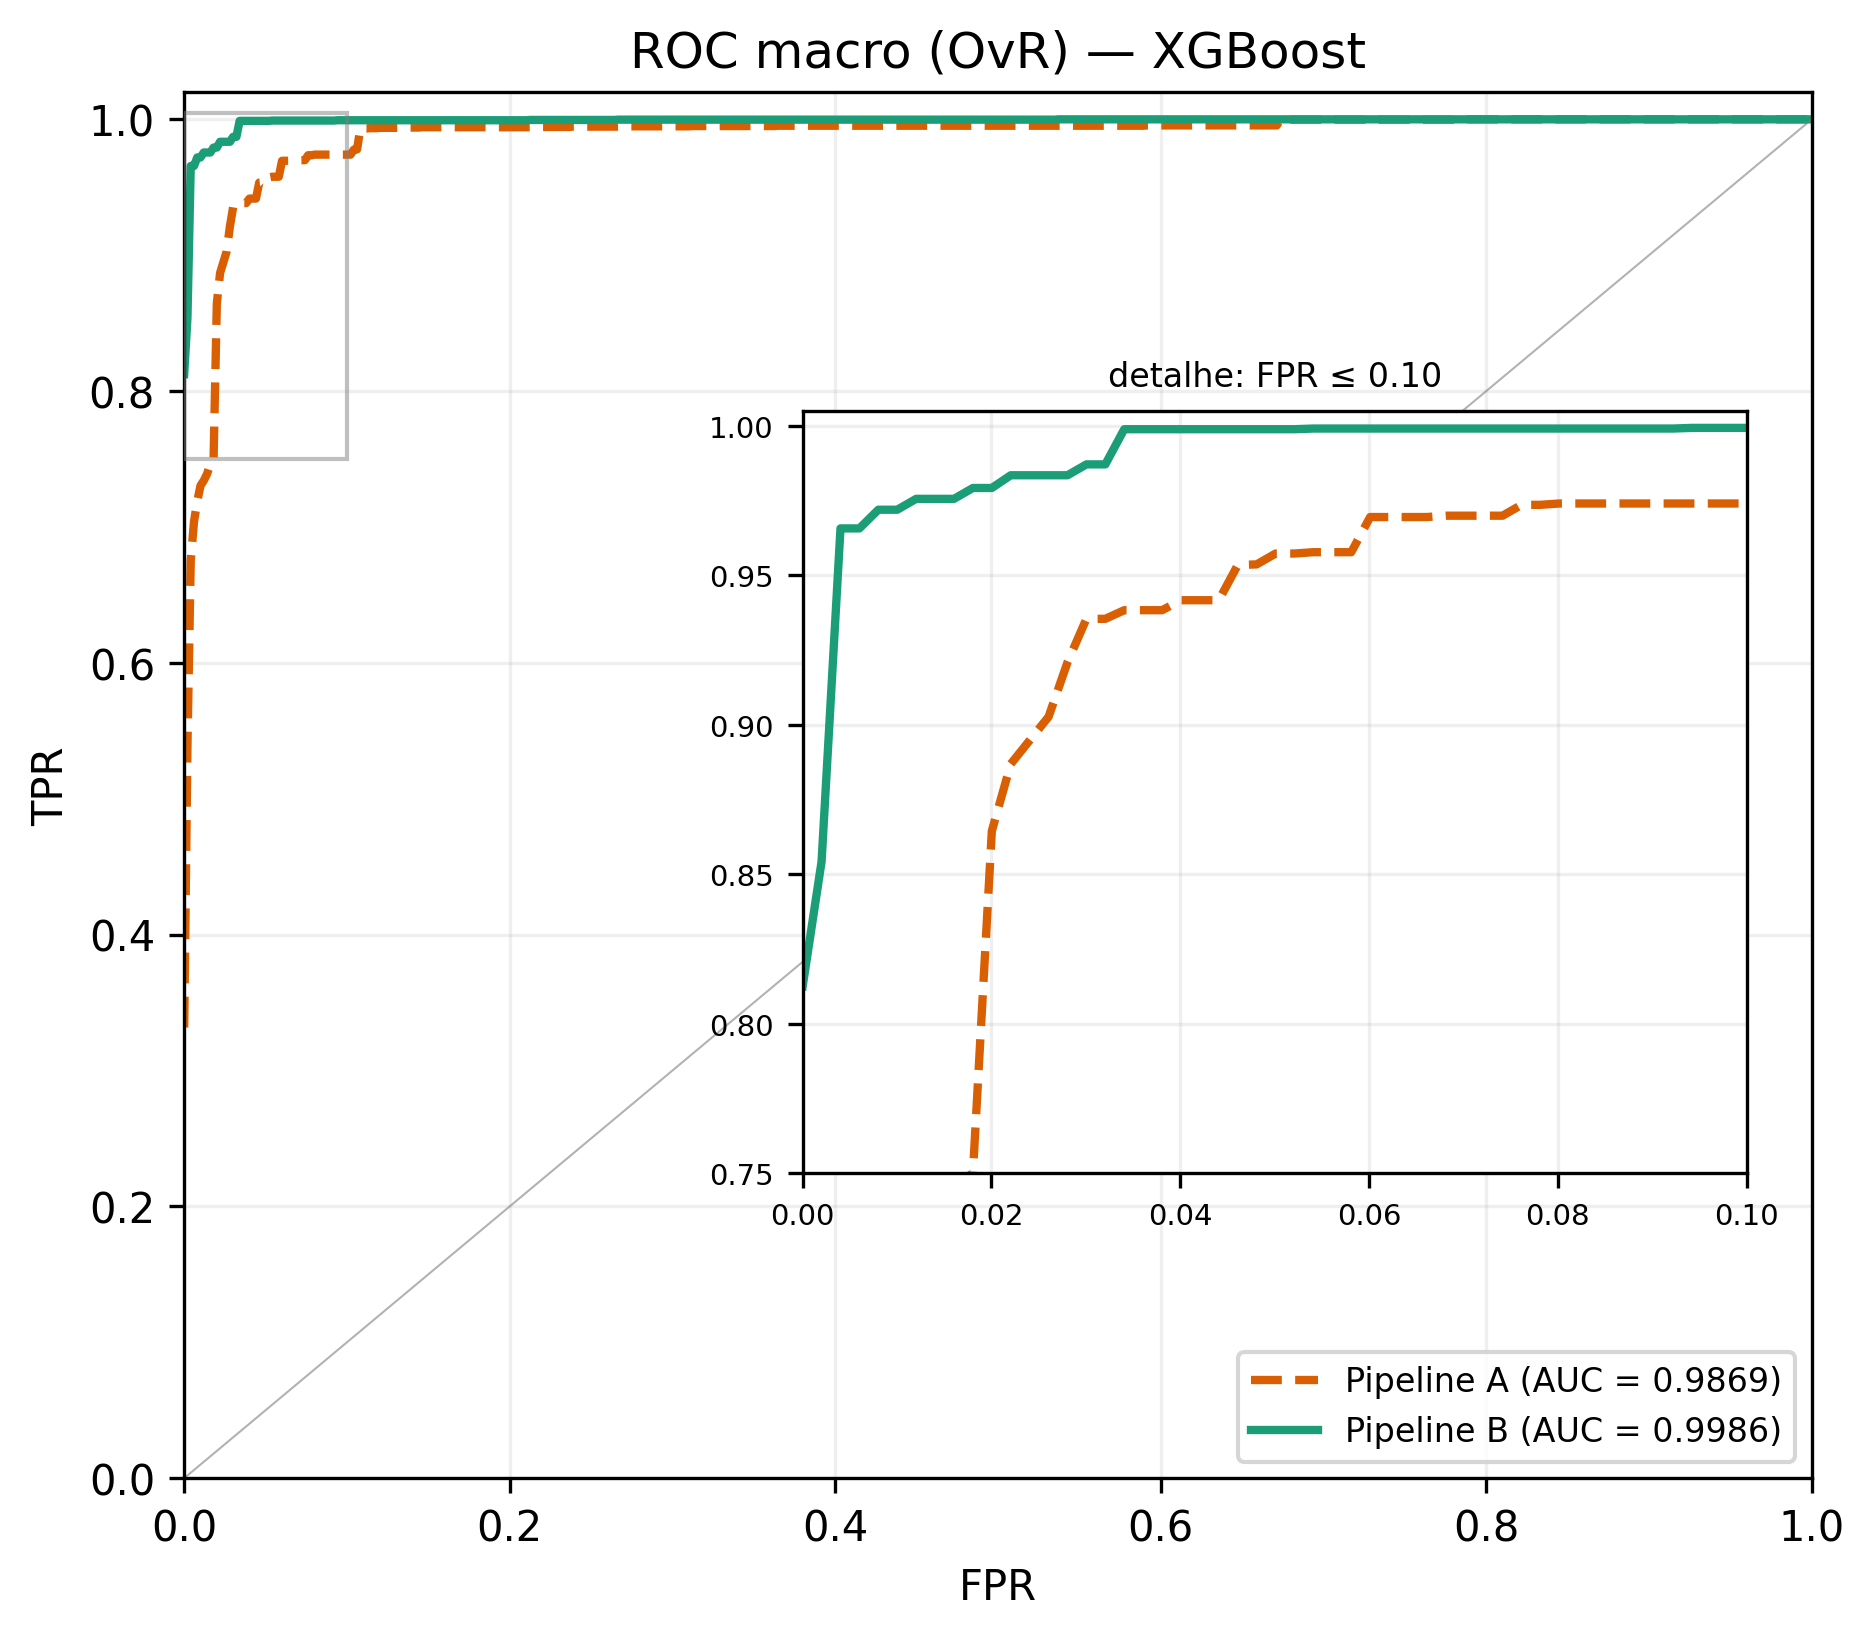 ROC macro (OvR) — XGBoost
1.0
0.8
0.6
0.4
0.2
0.0
TPR
detalhe: FPR ≤ 0.10
1.00
0.95
0.90
0.85
0.80
0.75
0.00 0.02 0.04 0.06 0.08 0.10
Pipeline A (AUC = 0.9869)
Pipeline B (AUC = 0.9986)
0.0 0.2 0.4 0.6 0.8 1.0
FPR